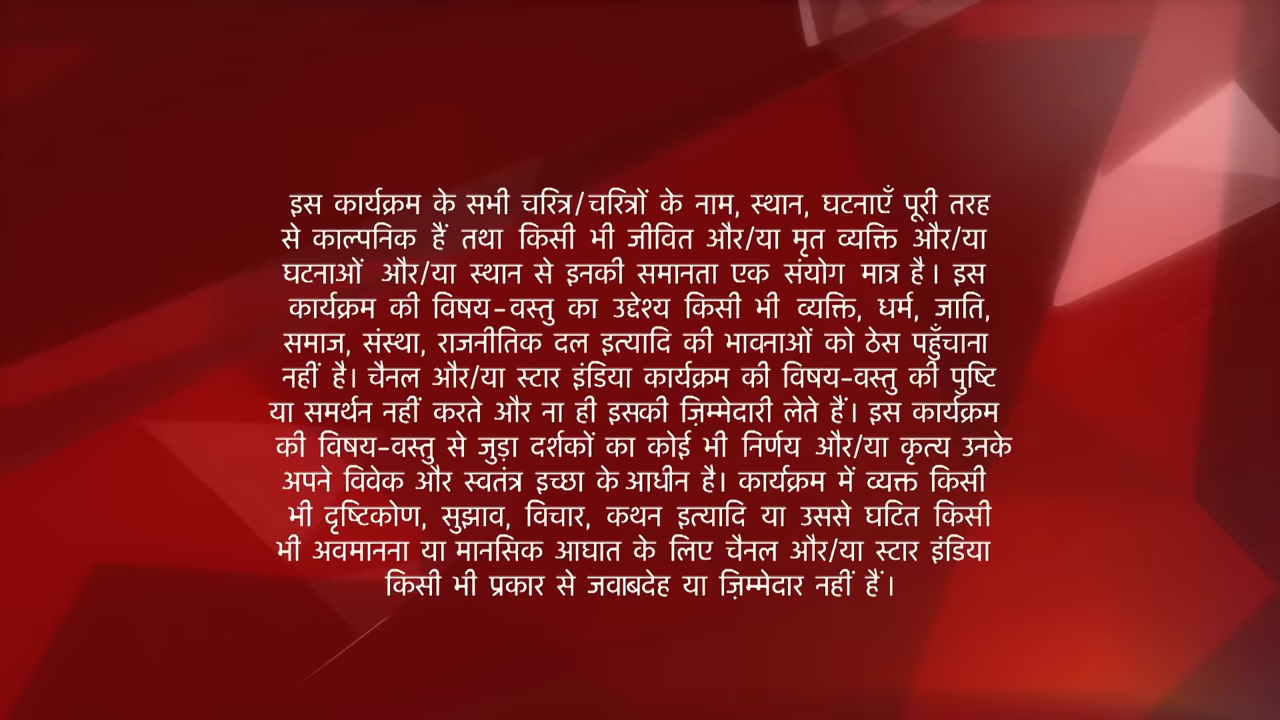 इस कार्यक्रम के सभी चरित्र/चरित्रों के नाम, स्थान, घटनाएँ पूरी तरह
से काल्पनिक हैं तथा किसी भी जीवित और/या मृत व्यक्ति और/या
घटनाओं और/या स्थान से इनकी समानता एक संयोग मात्र है। इस
कार्यक्रम की विषय-वस्तु का उद्देश्य किसी भी व्यक्ति, धर्म, जाति,
समाज, संस्था, राजनीतिक दल इत्यादि की भावनाओं को ठेस पहुँचाना
नहीं है। चैनल और/या स्टार इंडिया कार्यक्रम की विषय-वस्तु की पुष्टि
या समर्थन नहीं करते और ना ही इसकी ज़िम्मेदारी लेते हैं। इस कार्यक्रम
की विषय-वस्तु से जुड़ा दर्शकों का कोई भी निर्णय और/या कृत्य उनके
अपने विवेक और स्वतंत्र इच्छा के आधीन है। कार्यक्रम में व्यक्त किसी
भी दृष्टिकोण, सुझाव, विचार, कथन इत्यादि या उससे घटित किसी
भी अवमानना या मानसिक आघात के लिए चैनल और/या स्टार इंडिया
किसी भी प्रकार से जवाबदेह या ज़िम्मेदार नहीं हैं।